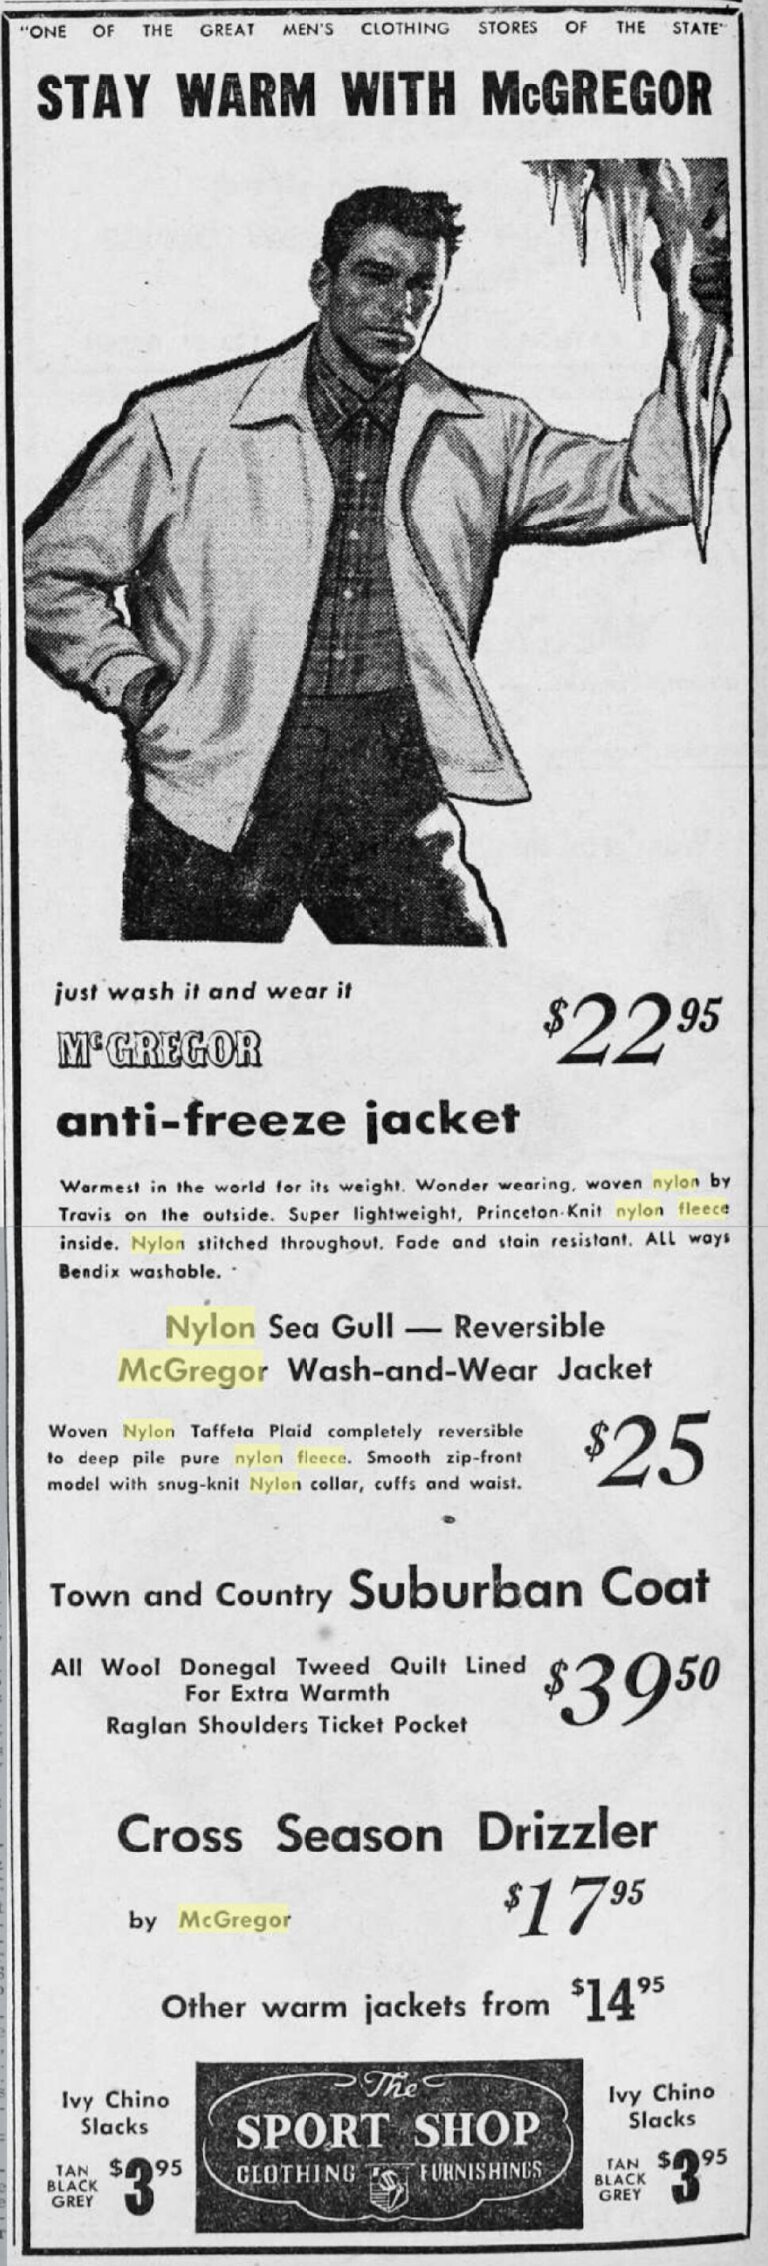 "ONE OF THE GREAT MEN'S CLOTHING STORES OF THE STATE"
STAY WARM WITH McGREGOR
just wash it and wear it
McGREGOR
$22.95
anti-freeze jacket
Warmest in the world for its weight. Wonder wearing, woven nylon by
Travis on the outside. Super lightweight, Princeton-Knit nylon fleece
inside. Nylon stitched throughout. Fade and stain resistant. ALL ways
Bendix washable.
Nylon Sea Gull — Reversible
McGregor Wash-and-Wear Jacket
Woven Nylon Taffeta Plaid completely reversible
to deep pile pure nylon fleece. Smooth zip-front
model with snug-knit Nylon collar, cuffs and waist.
$25
Town and Country Suburban Coat
All Wool Donegal Tweed Quilt Lined
For Extra Warmth
Raglan Shoulders Ticket Pocket
$39 50
Cross Season Drizzler
by McGregor
$17 95
Other warm jackets from $14 95
Ivy Chino
Slacks
TAN
BLACK
GREY
$3 95
The
SPORT SHOP
CLOTHING FURNISHINGS
Ivy Chino
Slacks
TAN
BLACK
GREY
$3 95